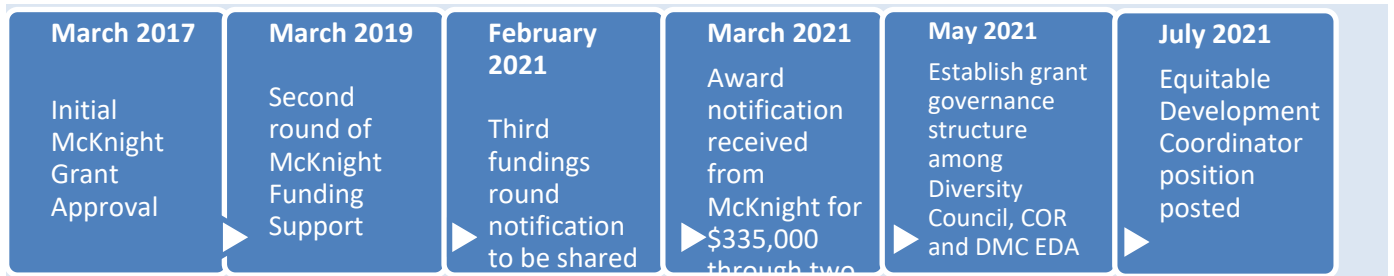 March 2017
Initial
McKnight
Grant
Approval
March 2019
Second
round of
McKnight
Funding
Support
February
2021
Third
fundings
round
notification
to be shared
March 2021
Award
notification
received
from
McKnight for
$335,000
through two
May 2021
Establish grant
governance
structure
among
Diversity
Council, COR
and DMC EDA
July 2021
Equitable
Development
Coordinator
position
posted